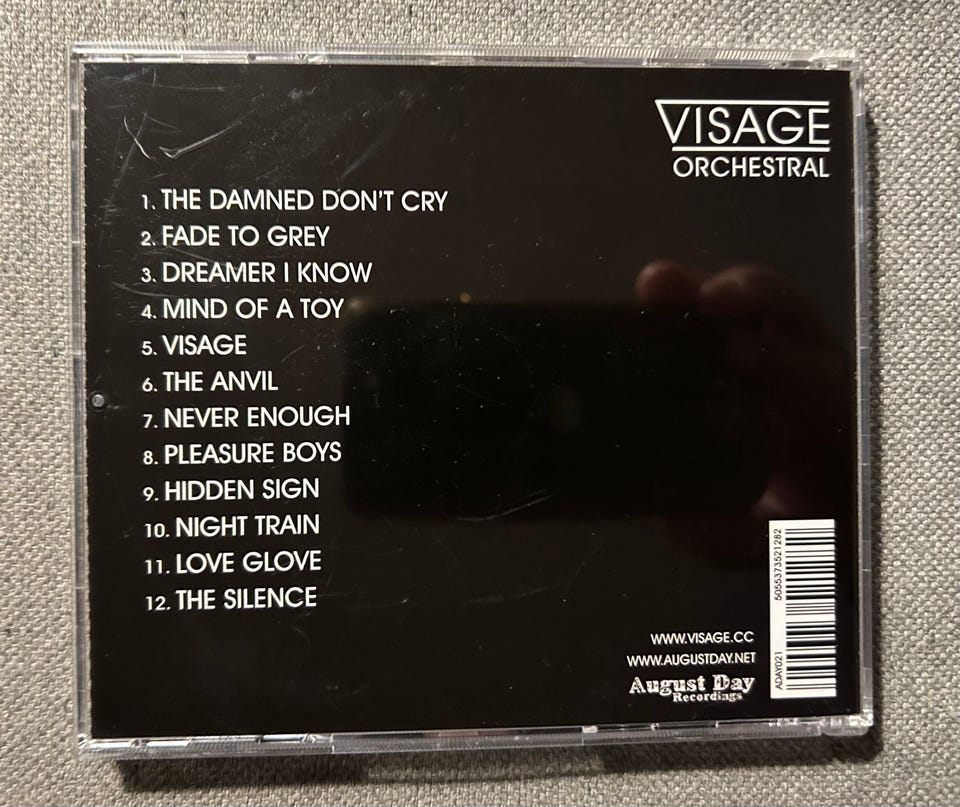 VISAGE
ORCHESTRAL
1. THE DAMNED DON'T CRY
2. FADE TO GREY
3. DREAMER I KNOW
4. MIND OF A TOY
5. VISAGE
6. THE ANVIL
7. NEVER ENOUGH
8. PLEASURE BOYS
9. HIDDEN SIGN
10. NIGHT TRAIN
11. LOVE GLOVE
12. THE SILENCE
WWW.VISAGE.CC
WWW.AUGUSTDAY.NET
August Day
Recordings
ADAY021
5055373521282